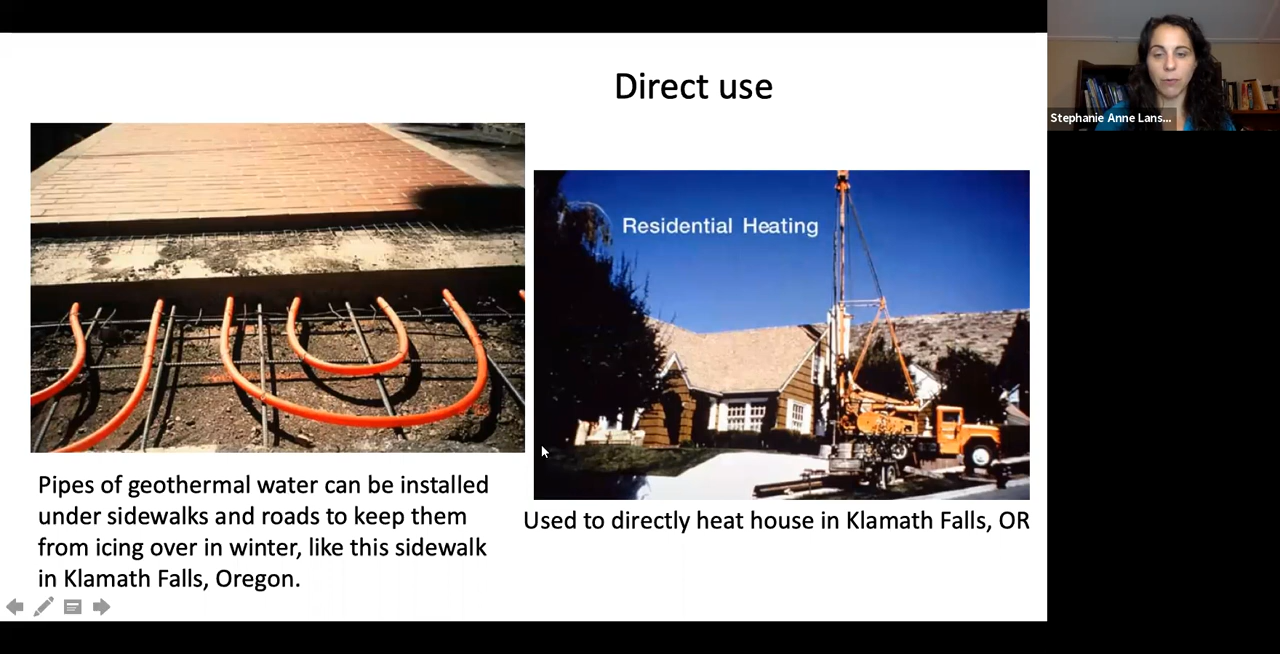 Direct use
Stephanie Anne Lans...
Residential Heating
Pipes of geothermal water can be installed
under sidewalks and roads to keep them
from icing over in winter, like this sidewalk
in Klamath Falls, Oregon.
Used to directly heat house in Klamath Falls, OR